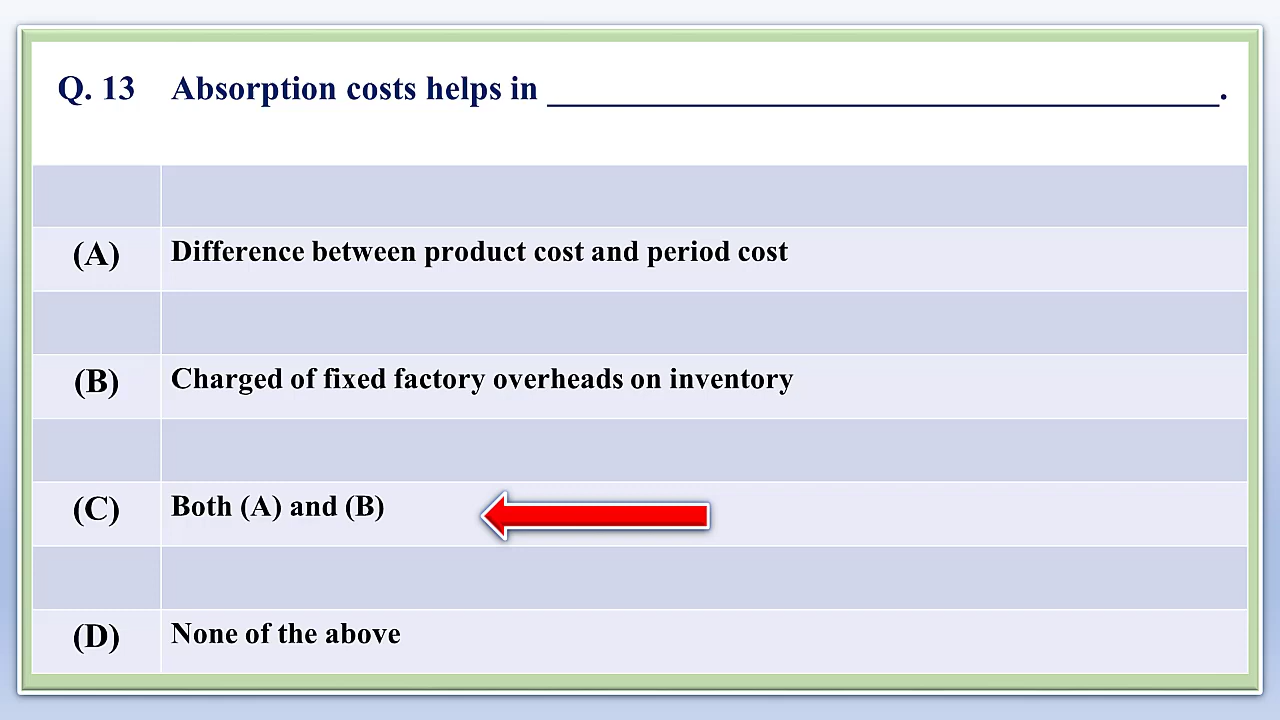 Q. 13 Absorption costs helps in ________________________________________.
(A) Difference between product cost and period cost
(B) Charged of fixed factory overheads on inventory
(C) Both (A) and (B)
(D) None of the above